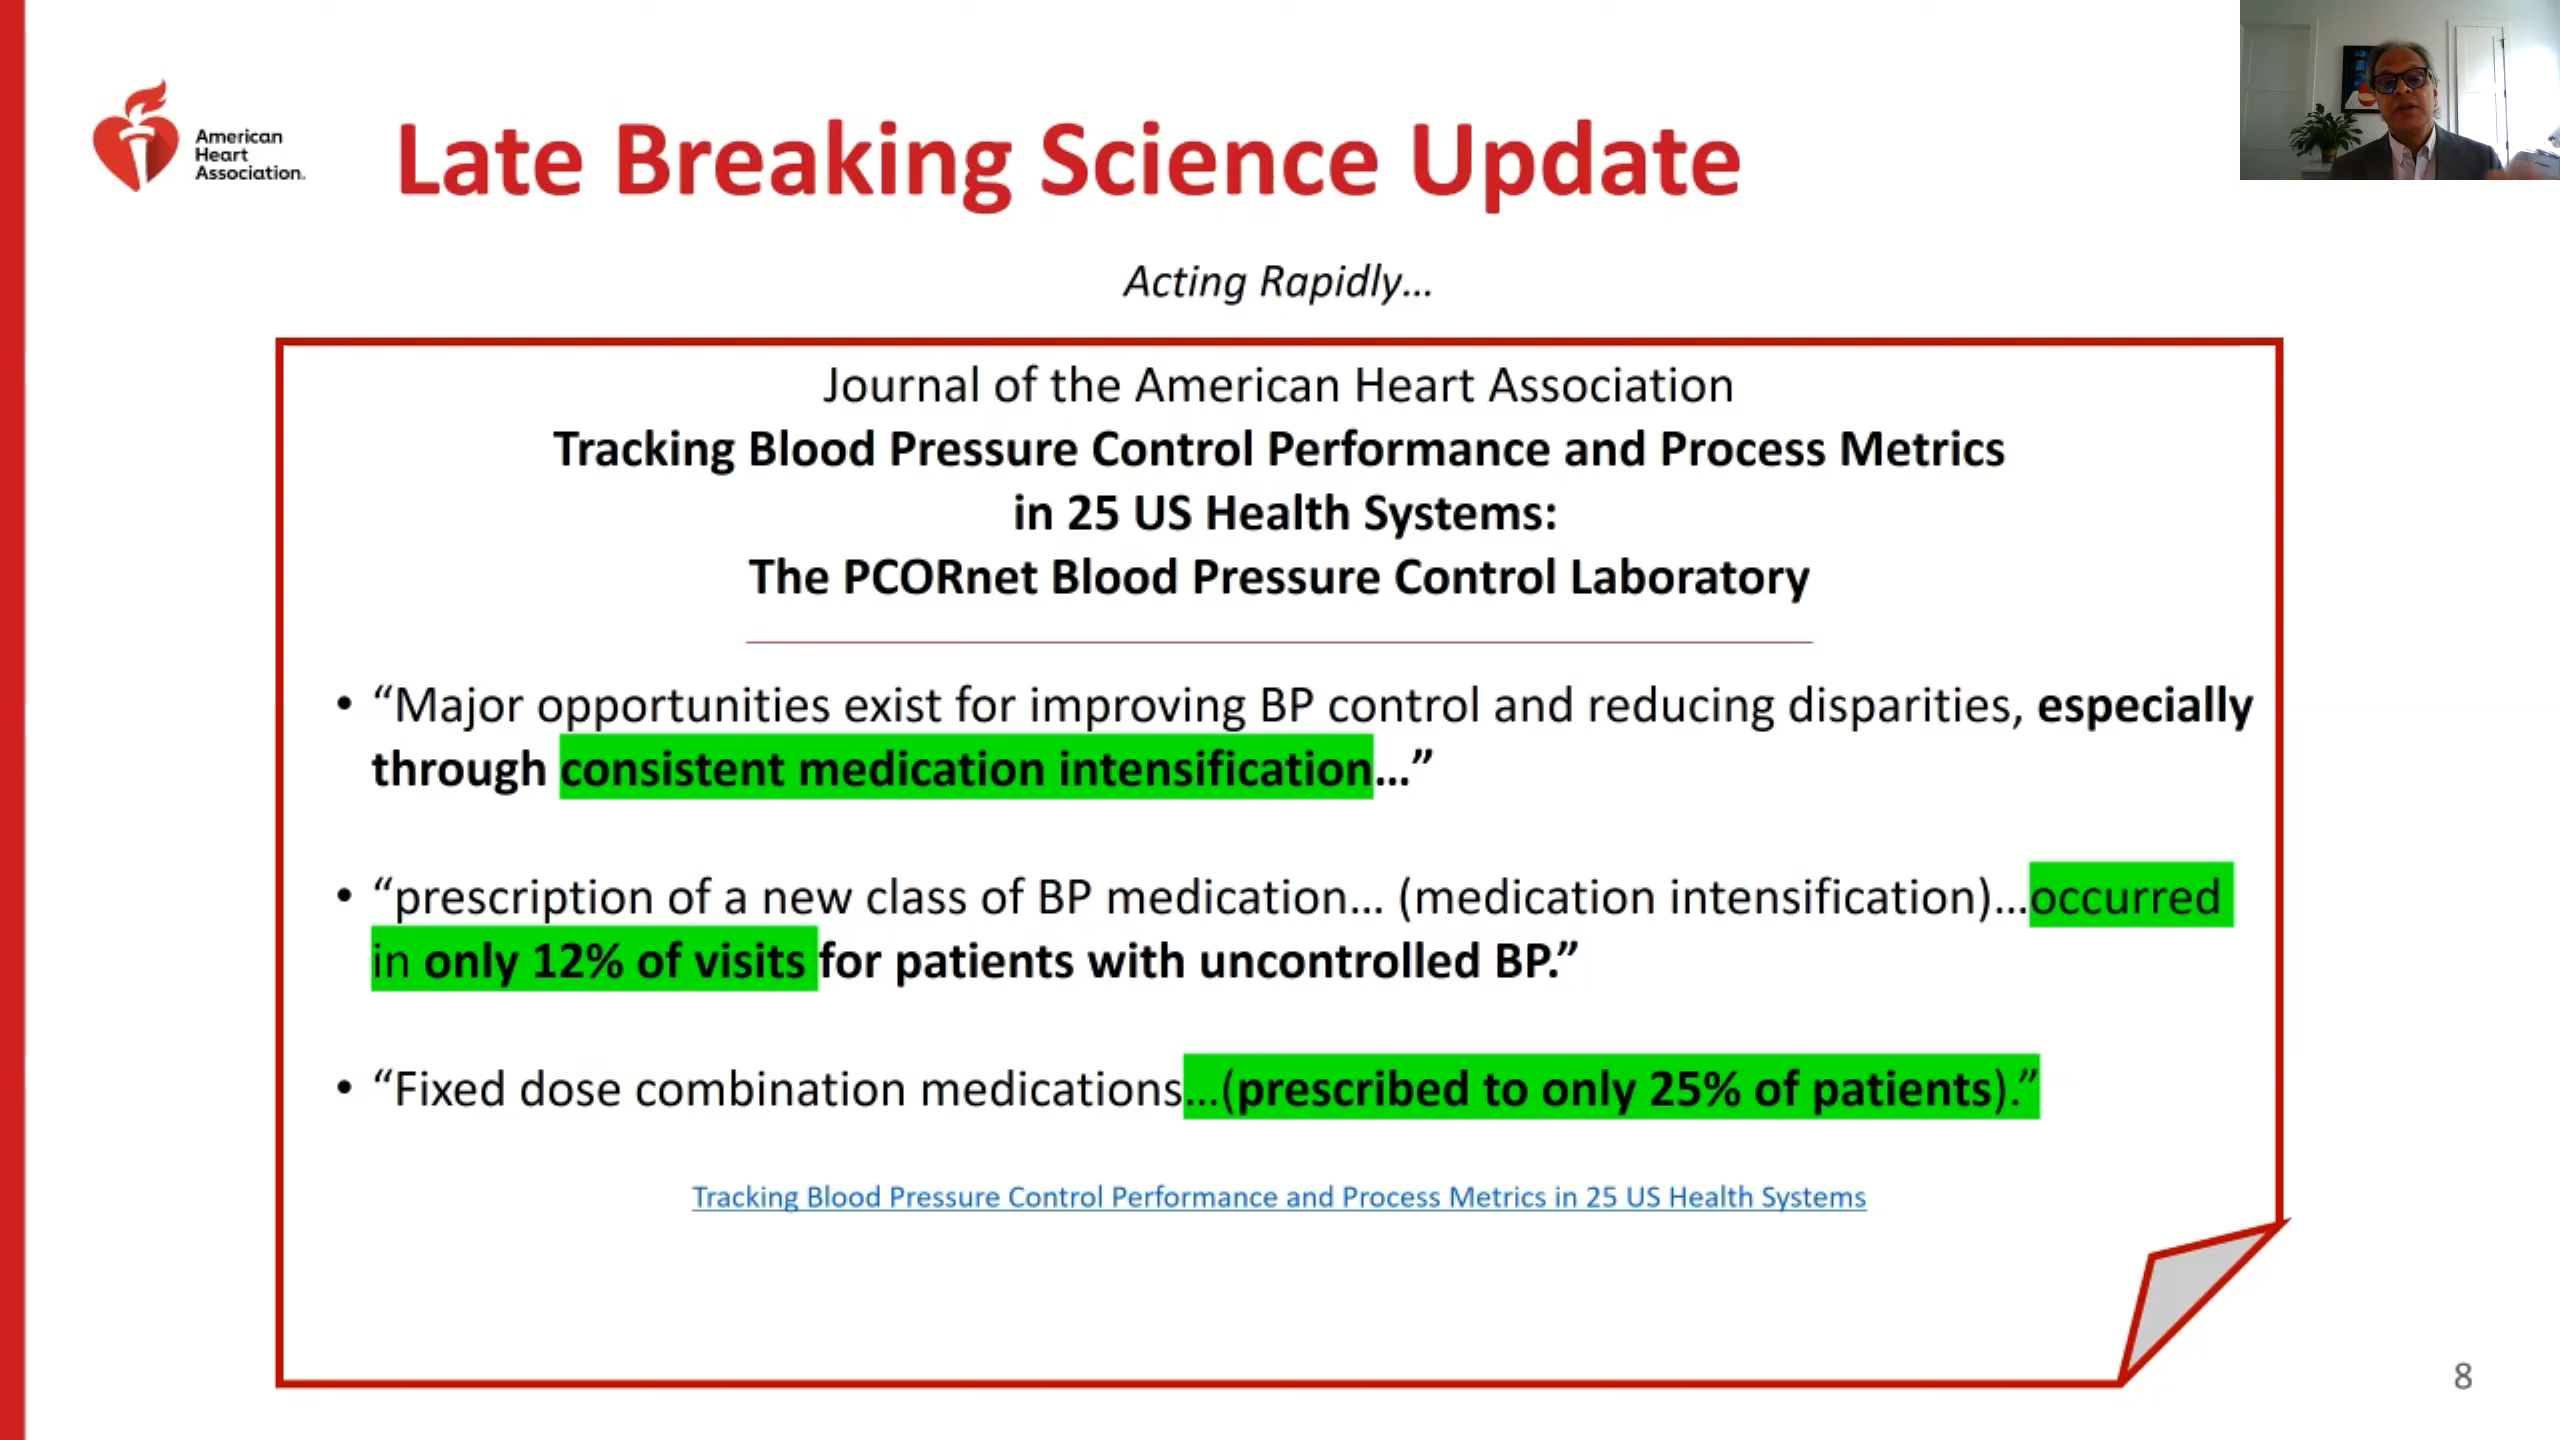 American
Heart
Association.
Late Breaking Science Update
Acting Rapidly...
Journal of the American Heart Association
Tracking Blood Pressure Control Performance and Process Metrics
in 25 US Health Systems:
The PCORnet Blood Pressure Control Laboratory
• “Major opportunities exist for improving BP control and reducing disparities, especially
through consistent medication intensification...”
• “prescription of a new class of BP medication... (medication intensification)...occurred
in only 12% of visits for patients with uncontrolled BP.”
• “Fixed dose combination medications...(prescribed to only 25% of patients).”
Tracking Blood Pressure Control Performance and Process Metrics in 25 US Health Systems
8